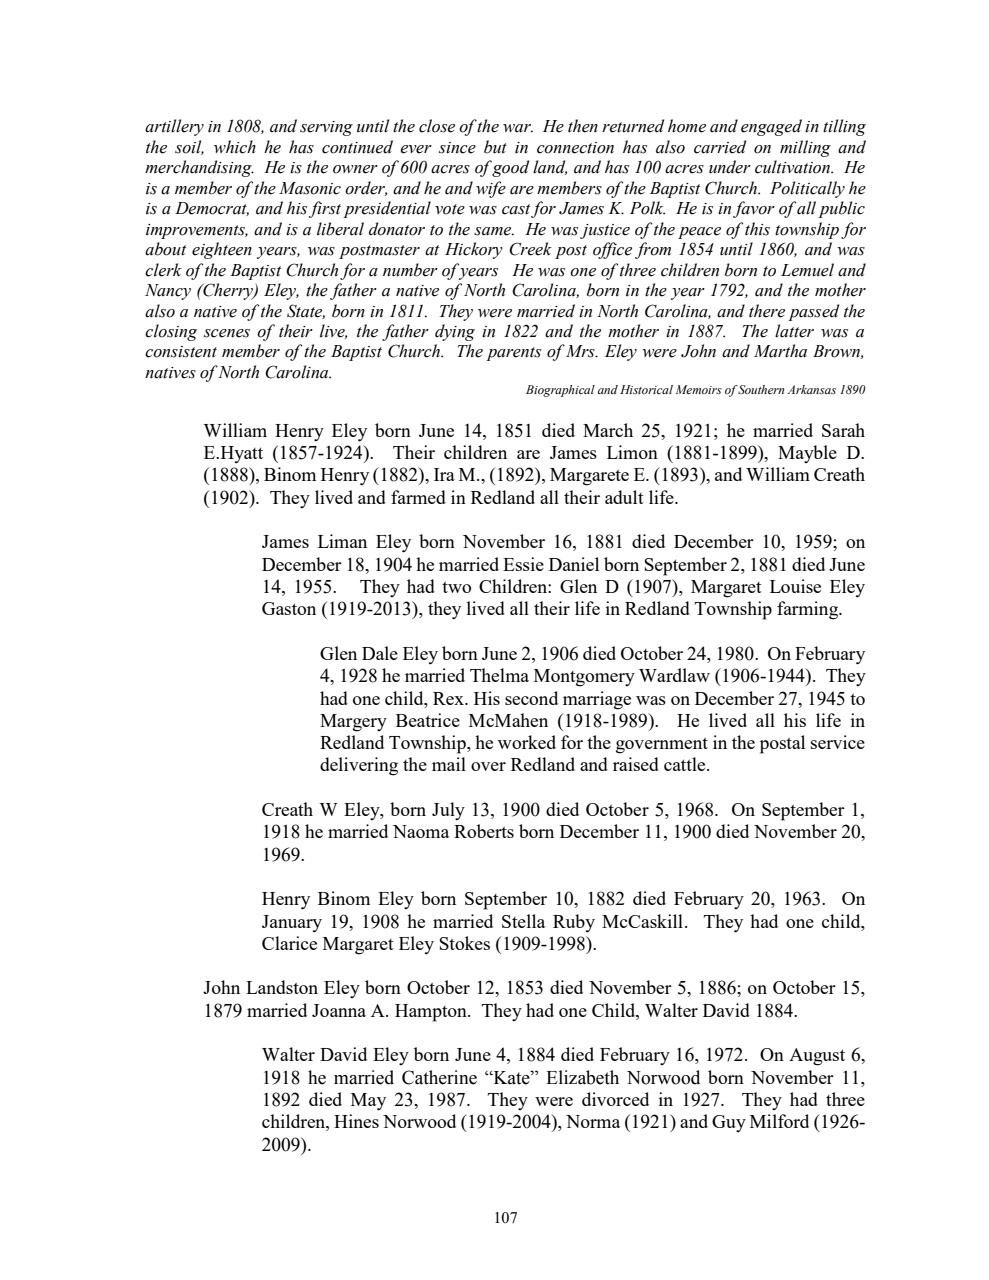 artillery in 1808, and serving until the close of the war.  He then returned home and engaged in tilling
the soil, which he has continued ever since but in connection has also carried on milling and
merchandising.  He is the owner of 600 acres of good land, and has 100 acres under cultivation.  He
is a member of the Masonic order, and he and wife are members of the Baptist Church.  Politically he
is a Democrat, and his first presidential vote was cast for James K. Polk.  He is in favor of all public
improvements, and is a liberal donator to the same.  He was justice of the peace of this township for
about eighteen years, was postmaster at Hickory Creek post office from 1854 until 1860, and was
clerk of the Baptist Church for a number of years   He was one of three children born to Lemuel and
Nancy (Cherry) Eley, the father a native of North Carolina, born in the year 1792, and the mother
also a native of the State, born in 1811.  They were married in North Carolina, and there passed the
closing scenes of their live, the father dying in 1822 and the mother in 1887.  The latter was a
consistent member of the Baptist Church.  The parents of Mrs. Eley were John and Martha Brown,
natives of North Carolina.
Biographical and Historical Memoirs of Southern Arkansas 1890
William Henry Eley born June 14, 1851 died March 25, 1921; he married Sarah
E.Hyatt (1857-1924).  Their children are James Limon (1881-1899), Mayble D.
(1888), Binom Henry (1882), Ira M., (1892), Margarete E. (1893), and William Creath
(1902).  They lived and farmed in Redland all their adult life.
James Liman Eley born November 16, 1881 died December 10, 1959; on
December 18, 1904 he married Essie Daniel born September 2, 1881 died June
14, 1955.   They had two Children: Glen D (1907), Margaret Louise Eley
Gaston (1919-2013), they lived all their life in Redland Township farming.
Glen Dale Eley born June 2, 1906 died October 24, 1980.  On February
4, 1928 he married Thelma Montgomery Wardlaw (1906-1944).  They
had one child, Rex. His second marriage was on December 27, 1945 to
Margery Beatrice McMahen (1918-1989).  He lived all his life in
Redland Township, he worked for the government in the postal service
delivering the mail over Redland and raised cattle.
Creath W Eley, born July 13, 1900 died October 5, 1968.  On September 1,
1918 he married Naoma Roberts born December 11, 1900 died November 20,
1969.
Henry Binom Eley born September 10, 1882 died February 20, 1963.  On
January 19, 1908 he married Stella Ruby McCaskill.  They had one child,
Clarice Margaret Eley Stokes (1909-1998).
John Landston Eley born October 12, 1853 died November 5, 1886; on October 15,
1879 married Joanna A. Hampton.  They had one Child, Walter David 1884.
Walter David Eley born June 4, 1884 died February 16, 1972.  On August 6,
1918 he married Catherine “Kate” Elizabeth Norwood born November 11,
1892 died May 23, 1987.  They were divorced in 1927.  They had three
children, Hines Norwood (1919-2004), Norma (1921) and Guy Milford (1926-
2009).
107